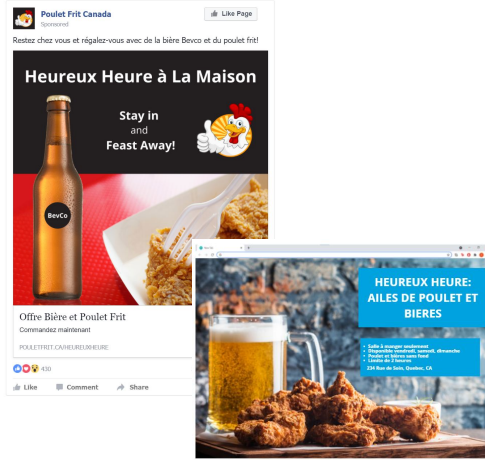 Poulet Frit Canada
Sponsored
Like Page
Restez chez vous et régalez-vous avec de la bière Bevco et du poulet frit!
Heureux Heure à La Maison
Stay in
and
Feast Away!
BevCo
Offre Bière et Poulet Frit
Commandez maintenant
POULETFRIT.CA/HEUREUXHEURE
430
Like Comment Share
HEUREUX HEURE:
AILES DE POULET ET
BIERES
• Salle à manger seulement
• Disponible vendredi, samedi, dimanche
• Poulet et bières sans fond
• Limite de 2 heures
234 Rue de Soin, Quebec, CA